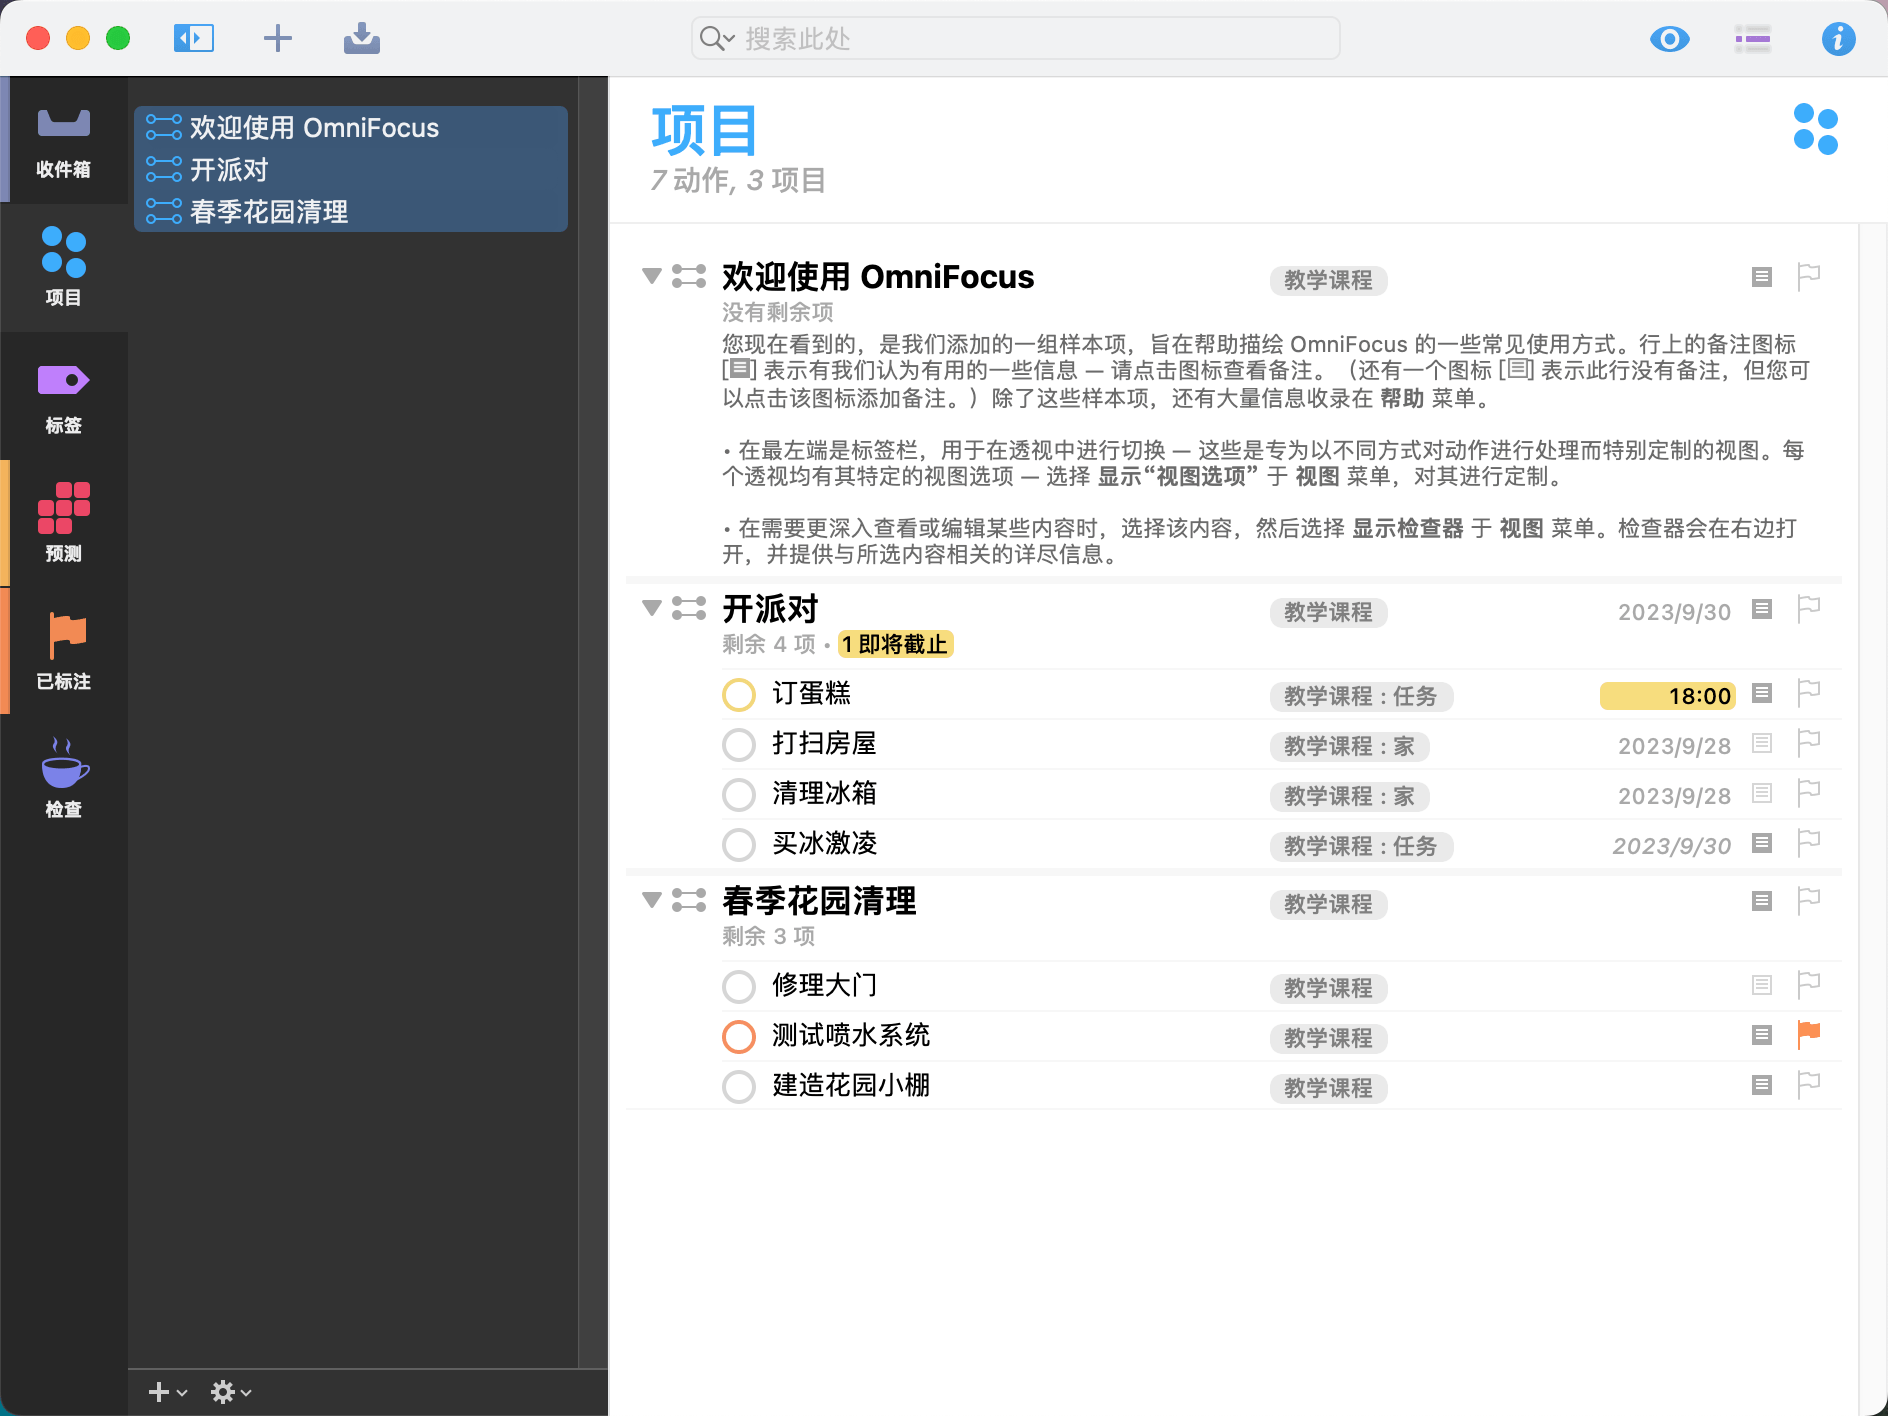 搜索此处
收件箱
项目
标签
预测
已标注
检查
欢迎使用 OmniFocus
开派对
春季花园清理
项目
7 动作, 3 项目
欢迎使用 OmniFocus 教学课程
没有剩余项
您现在看到的，是我们添加的一组样本项，旨在帮助描绘 OmniFocus 的一些常见使用方式。行上的备注图标
[] 表示有我们认为有用的一些信息 — 请点击图标查看备注。（还有一个图标 [] 表示此行没有备注，但您可
以点击该图标添加备注。）除了这些样本项，还有大量信息收录在 帮助 菜单。
• 在最左端是标签栏，用于在透视中进行切换 — 这些是专为以不同方式对动作进行处理而特别定制的视图。每
个透视均有其特定的视图选项 — 选择 显示“视图选项” 于 视图 菜单，对其进行定制。
• 在需要更深入查看或编辑某些内容时，选择该内容，然后选择 显示检查器 于 视图 菜单。检查器会在右边打
开，并提供与所选内容相关的详尽信息。
开派对 教学课程 2023/9/30
剩余 4 项 • 1 即将截止
订蛋糕 教学课程 : 任务 18:00
打扫房屋 教学课程 : 家 2023/9/28
清理冰箱 教学课程 : 家 2023/9/28
买冰激凌 教学课程 : 任务 2023/9/30
春季花园清理 教学课程
剩余 3 项
修理大门 教学课程
测试喷水系统 教学课程
建造花园小棚 教学课程